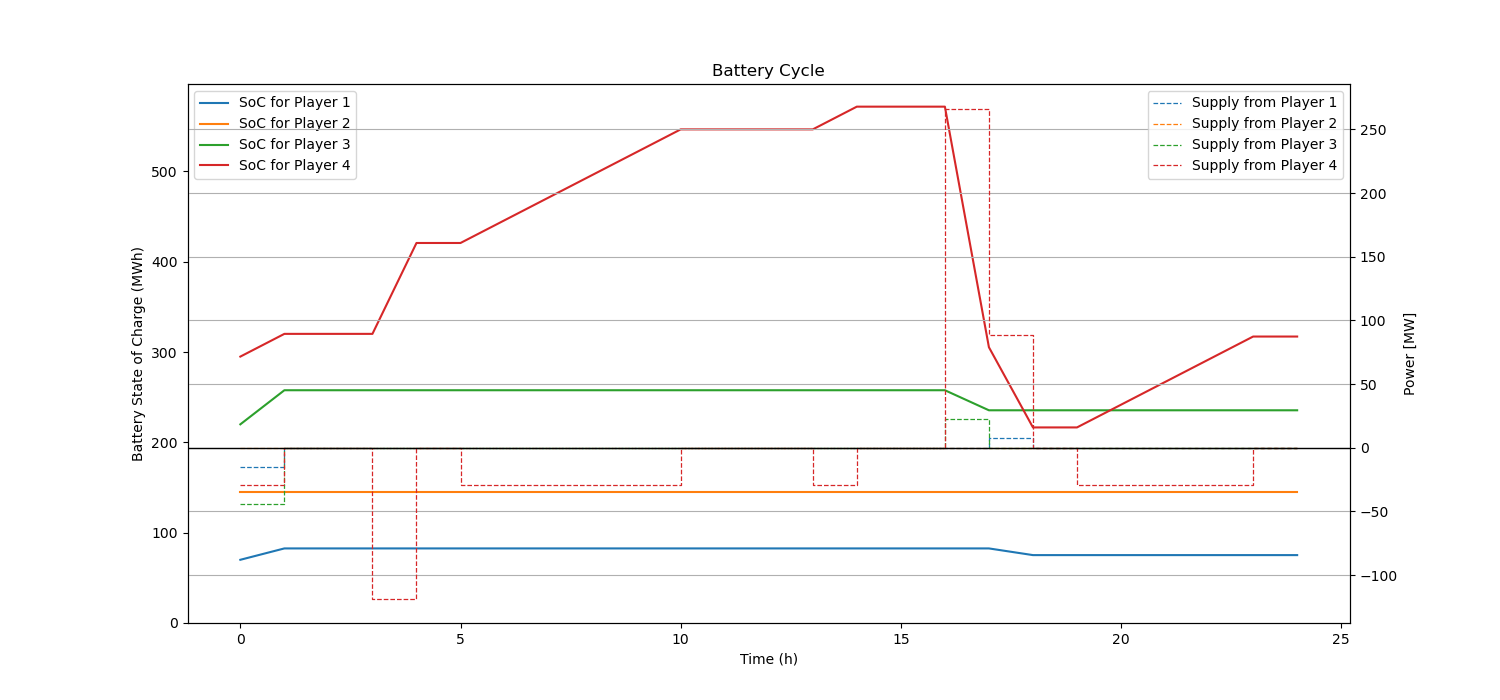 Battery Cycle
SoC for Player 1
SoC for Player 2
SoC for Player 3
SoC for Player 4
Supply from Player 1
Supply from Player 2
Supply from Player 3
Supply from Player 4
Battery State of Charge (MWh)
500
400
300
200
100
0
250
200
150
100
50
0
−50
−100
Power [MW]
0 5 10 15 20 25
Time (h)